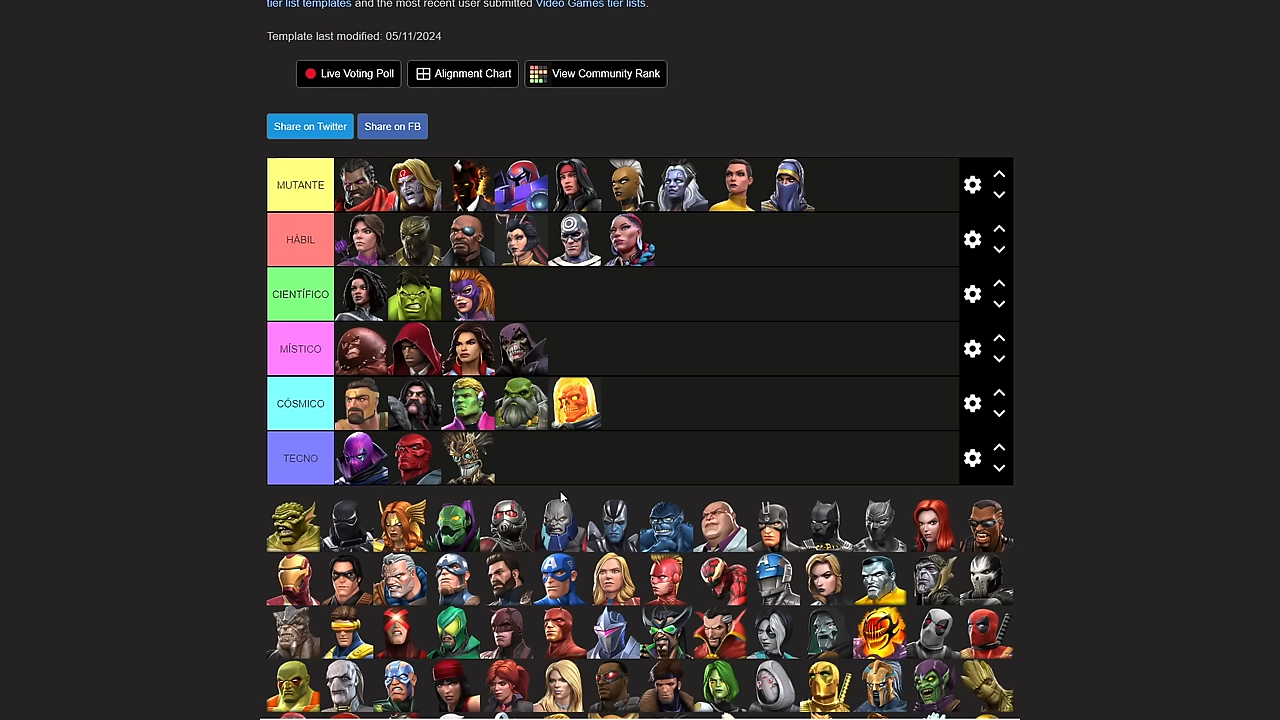 tier list templates and the most recent user submitted Video Games tier lists.
Template last modified: 05/11/2024
Live Voting Poll
Alignment Chart
View Community Rank
Share on Twitter
Share on FB
MUTANTE
HÁBIL
CIENTÍFICO
MÍSTICO
CÓSMICO
TECNO